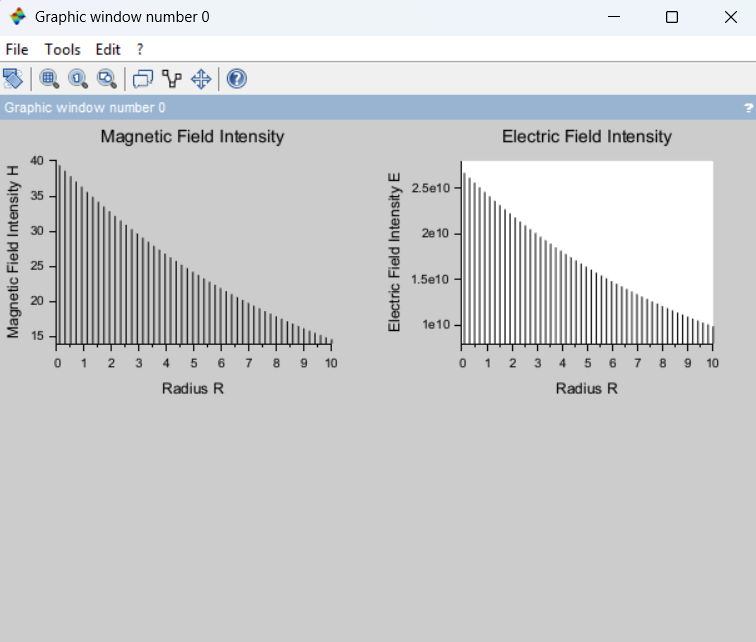 Graphic window number 0
File Tools Edit ?
Graphic window number 0 ?
Magnetic Field Intensity
Magnetic Field Intensity H
40
35
30
25
20
15
0 1 2 3 4 5 6 7 8 9 10
Radius R
Electric Field Intensity
Electric Field Intensity E
2.5e10
2e10
1.5e10
1e10
0 1 2 3 4 5 6 7 8 9 10
Radius R